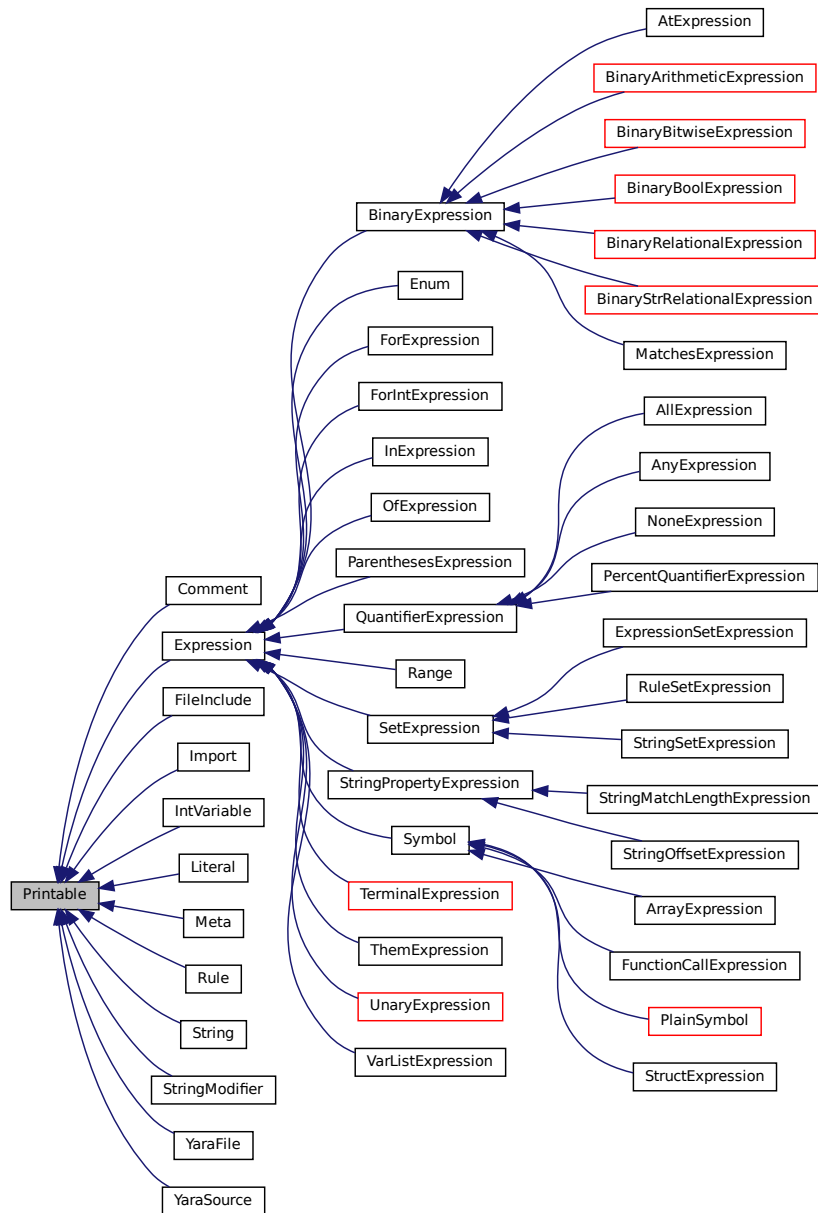 AtExpression
BinaryArithmeticExpression
BinaryBitwiseExpression
BinaryBoolExpression
BinaryExpression
BinaryRelationalExpression
Enum
BinaryStrRelationalExpression
ForExpression
MatchesExpression
ForIntExpression
AllExpression
InExpression
AnyExpression
OfExpression
NoneExpression
ParenthesesExpression
PercentQuantifierExpression
Comment
QuantifierExpression
Expression
ExpressionSetExpression
Range
FileInclude
RuleSetExpression
SetExpression
StringSetExpression
Import
StringPropertyExpression
StringMatchLengthExpression
IntVariable
Symbol
StringOffsetExpression
Literal
Printable
TerminalExpression
ArrayExpression
Meta
ThemExpression
FunctionCallExpression
Rule
UnaryExpression
PlainSymbol
String
VarListExpression
StructExpression
StringModifier
YaraFile
YaraSource